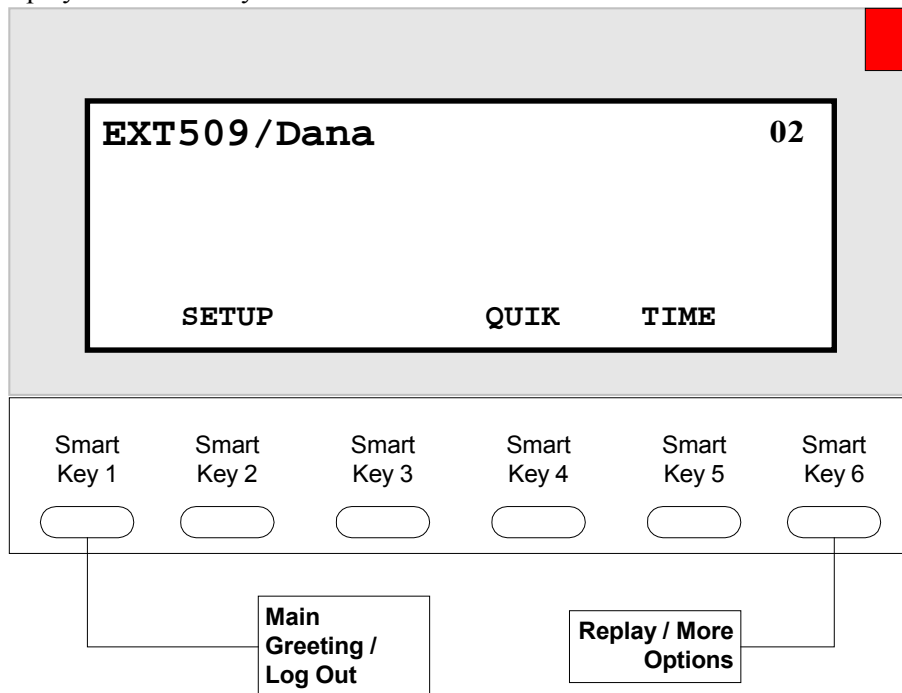 EXT509/Dana 02
SETUP QUIK TIME
Smart Key 1 Smart Key 2 Smart Key 3 Smart Key 4 Smart Key 5 Smart Key 6
Main
Greeting /
Log Out
Replay / More
Options